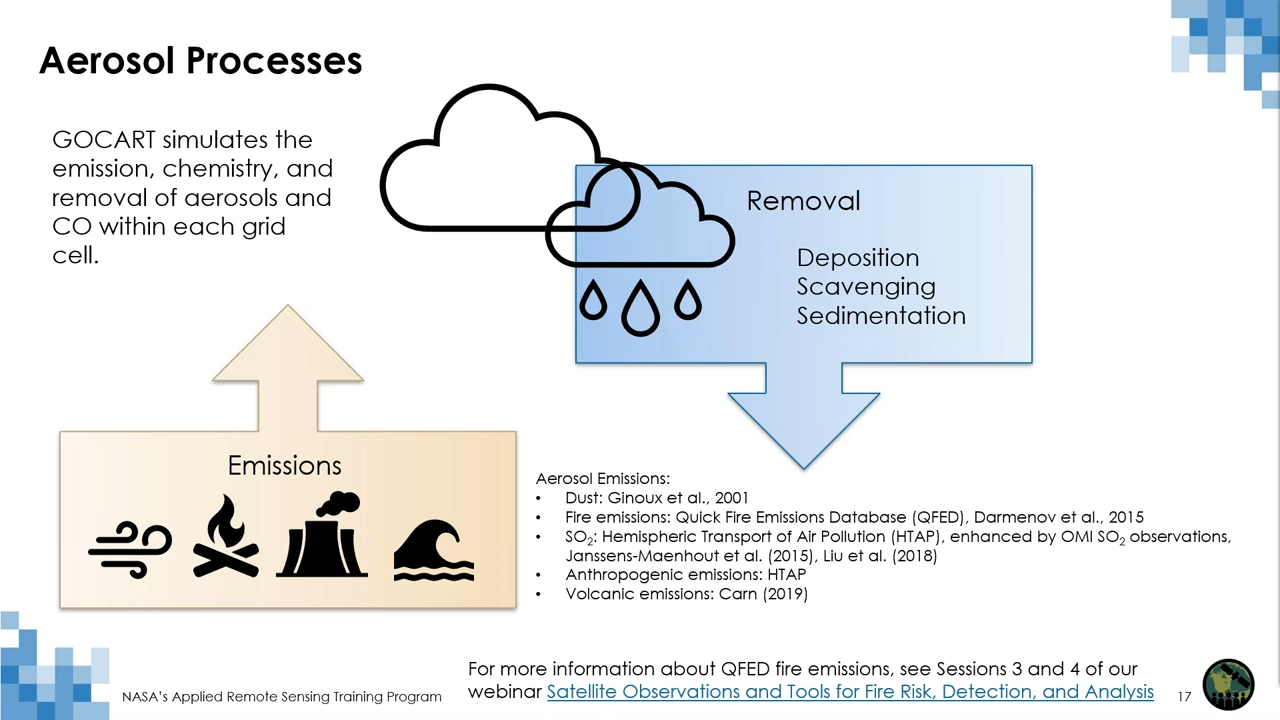 Aerosol Processes
GOCART simulates the
emission, chemistry, and
removal of aerosols and
CO within each grid
cell.
Removal
Deposition
Scavenging
Sedimentation
Emissions
Aerosol Emissions:
• Dust: Ginoux et al., 2001
• Fire emissions: Quick Fire Emissions Database (QFED), Darmenov et al., 2015
• SO₂: Hemispheric Transport of Air Pollution (HTAP), enhanced by OMI SO₂ observations,
Janssens-Maenhout et al. (2015), Liu et al. (2018)
• Anthropogenic emissions: HTAP
• Volcanic emissions: Carn (2019)
For more information about QFED fire emissions, see Sessions 3 and 4 of our
webinar Satellite Observations and Tools for Fire Risk, Detection, and Analysis
NASA's Applied Remote Sensing Training Program
17